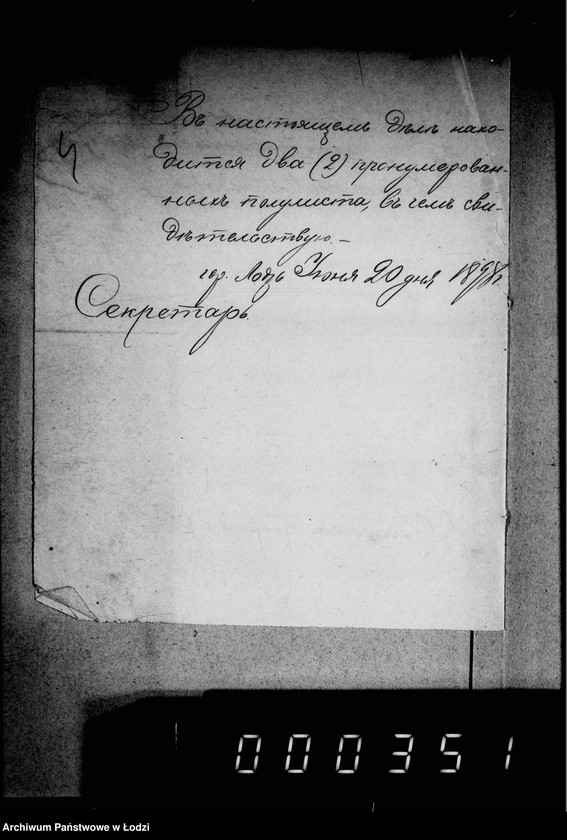 Въ настоящемъ дѣлѣ нахо-
дится два (2) пронумерован-
ныхъ полулиста, въ чемъ сви-
дѣтельствую. –
гор. Лодзь Іюня 20 дня 1898 г.
Секретарь
4
000351
Archiwum Państwowe w Łodzi